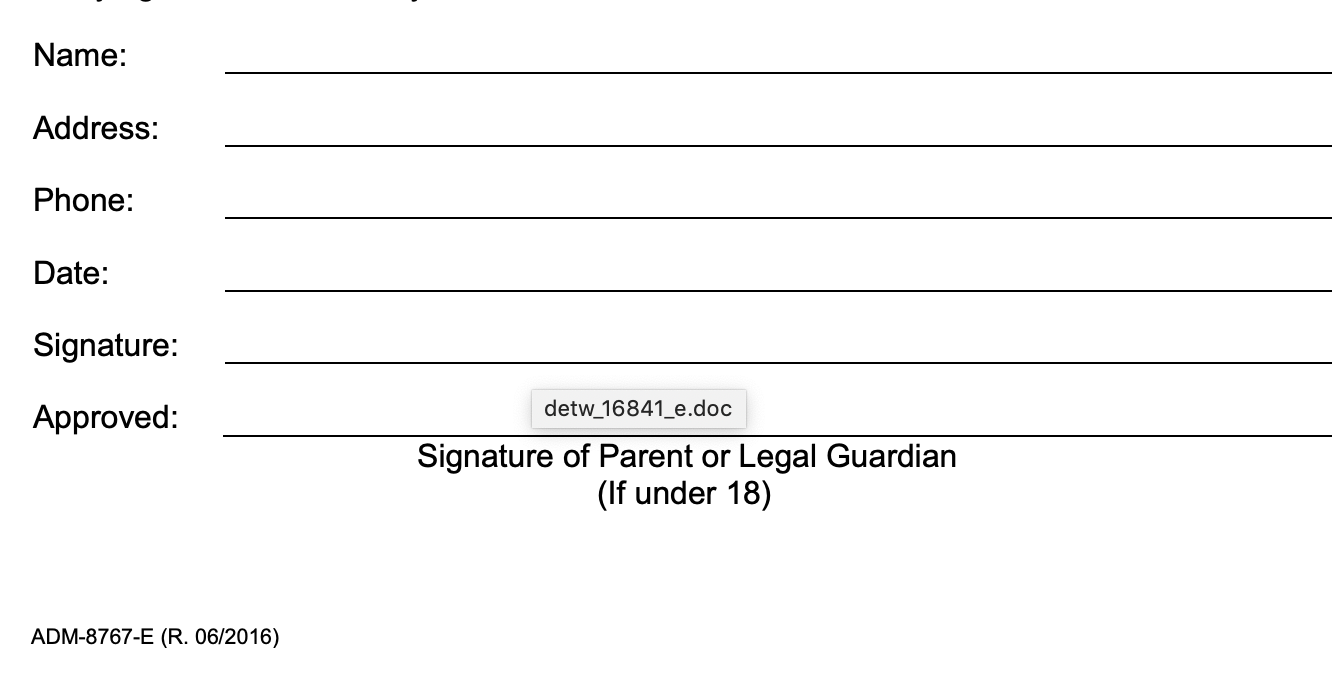 Name:
Address:
Phone:
Date:
Signature:
Approved:
detw_16841_e.doc
Signature of Parent or Legal Guardian
(If under 18)
ADM-8767-E (R. 06/2016)